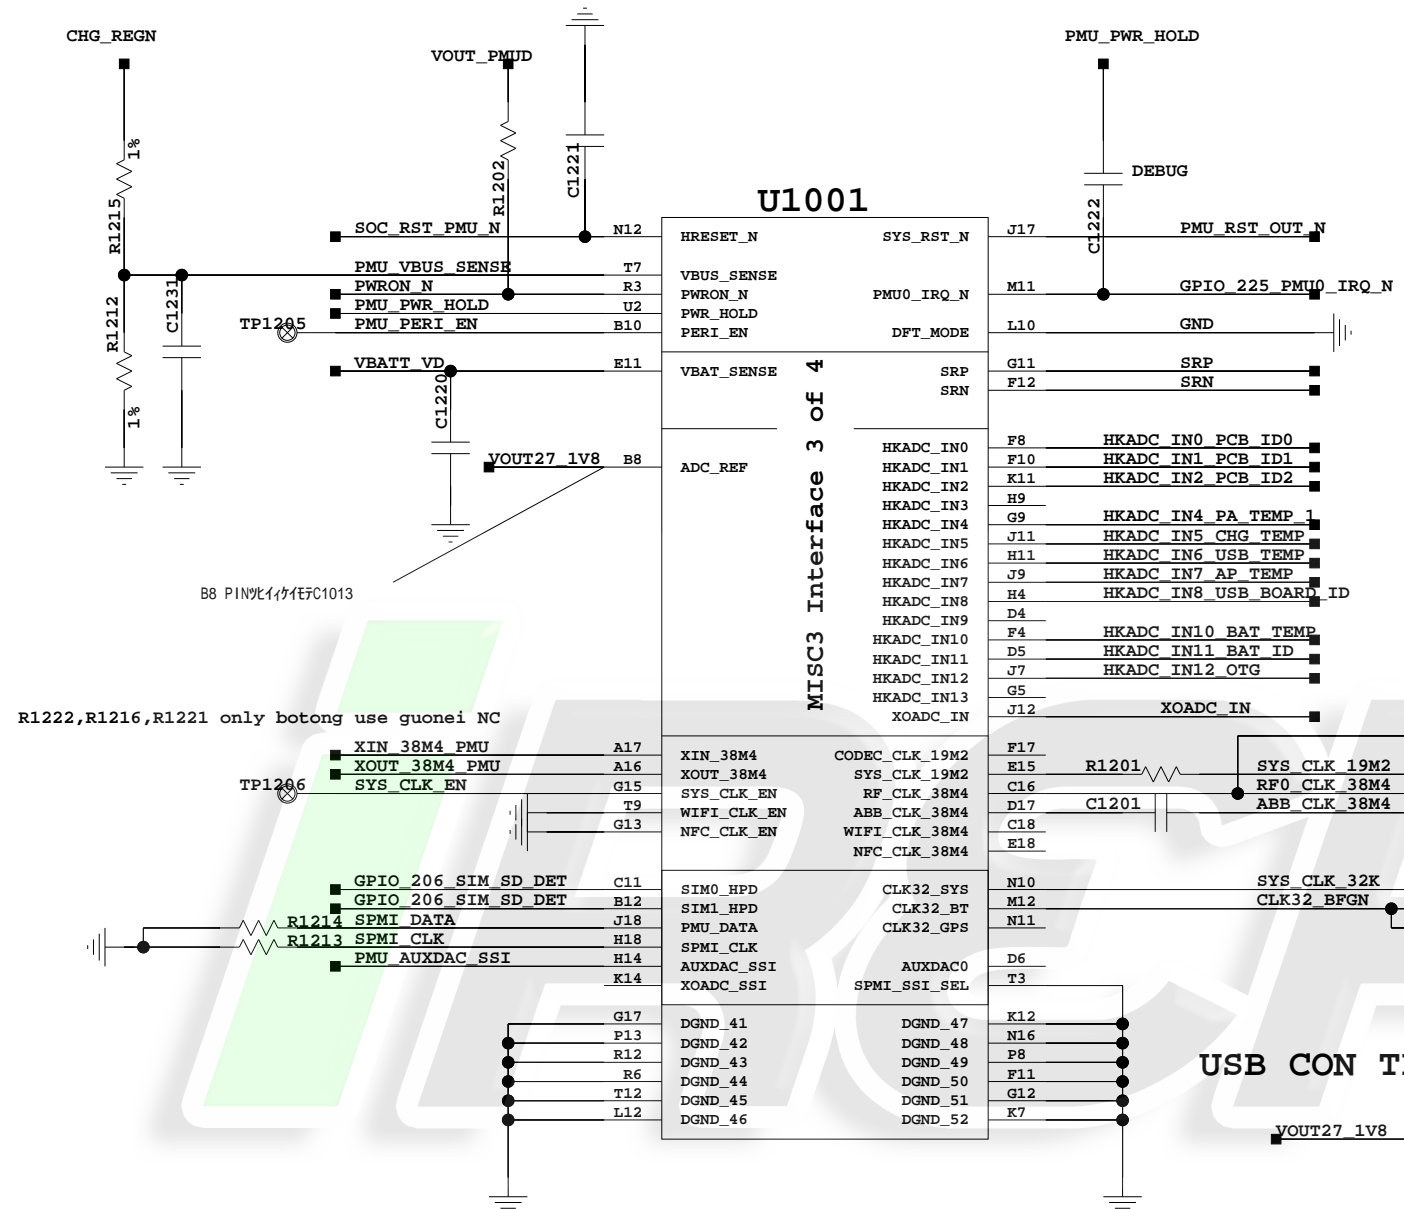 CHG_REGN
VOUT_PMUD
PMU_PWR_HOLD
1%
R1215
R1202
C1221
DEBUG
C1222
U1001
SOC_RST_PMU_N N12 HRESET_N SYS_RST_N J17 PMU_RST_OUT_N
PMU_VBUS_SENSE T7 VBUS_SENSE
PWRON_N R3 PWRON_N PMU0_IRQ_N M11 GPIO_225_PMU0_IRQ_N
PMU_PWR_HOLD U2 PWR_HOLD
TP1205 PMU_PERI_EN B10 PERI_EN DFT_MODE L10 GND
R1212
C1231
1%
VBATT_VD E11 VBAT_SENSE SRP G11 SRP
SRN F12 SRN
C1220
MISC3 Interface 3 of 4
HKADC_IN0 F8 HKADC_IN0_PCB_ID0
VOUT27_1V8 B8 ADC_REF HKADC_IN1 F10 HKADC_IN1_PCB_ID1
HKADC_IN2 K11 HKADC_IN2_PCB_ID2
HKADC_IN3 H9
HKADC_IN4 G9 HKADC_IN4_PA_TEMP_1
HKADC_IN5 J11 HKADC_IN5_CHG_TEMP
HKADC_IN6 H11 HKADC_IN6_USB_TEMP
HKADC_IN7 J9 HKADC_IN7_AP_TEMP
HKADC_IN8 H4 HKADC_IN8_USB_BOARD_ID
B8 PIN C1013
HKADC_IN9 D4
HKADC_IN10 F4 HKADC_IN10_BAT_TEMP
HKADC_IN11 D5 HKADC_IN11_BAT_ID
HKADC_IN12 J7 HKADC_IN12_OTG
HKADC_IN13 G5
XOADC_IN J12 XOADC_IN
R1222,R1216,R1221 only botong use guonei NC
XIN_38M4_PMU A17 XIN_38M4 CODEC_CLK_19M2 F17
XOUT_38M4_PMU A16 XOUT_38M4 SYS_CLK_19M2 E15 R1201 SYS_CLK_19M2
TP1206 SYS_CLK_EN G15 SYS_CLK_EN RF_CLK_38M4 C16 RF0_CLK_38M4
T9 WIFI_CLK_EN ABB_CLK_38M4 D17 C1201 ABB_CLK_38M4
G13 NFC_CLK_EN WIFI_CLK_38M4 C18
NFC_CLK_38M4 E18
GPIO_206_SIM_SD_DET C11 SIM0_HPD CLK32_SYS N10 SYS_CLK_32K
GPIO_206_SIM_SD_DET B12 SIM1_HPD CLK32_BT M12 CLK32_BFGN
R1214 SPMI_DATA J18 PMU_DATA CLK32_GPS N11
R1213 SPMI_CLK H18 SPMI_CLK
PMU_AUXDAC_SSI H14 AUXDAC_SSI AUXDAC0 D6
K14 XOADC_SSI SPMI_SSI_SEL T3
G17 DGND_41 DGND_47 K12
P13 DGND_42 DGND_48 N16
R12 DGND_43 DGND_49 P8
R6 DGND_44 DGND_50 F11
T12 DGND_45 DGND_51 G12
L12 DGND_46 DGND_52 K7
USB CON
VOUT27_1V8